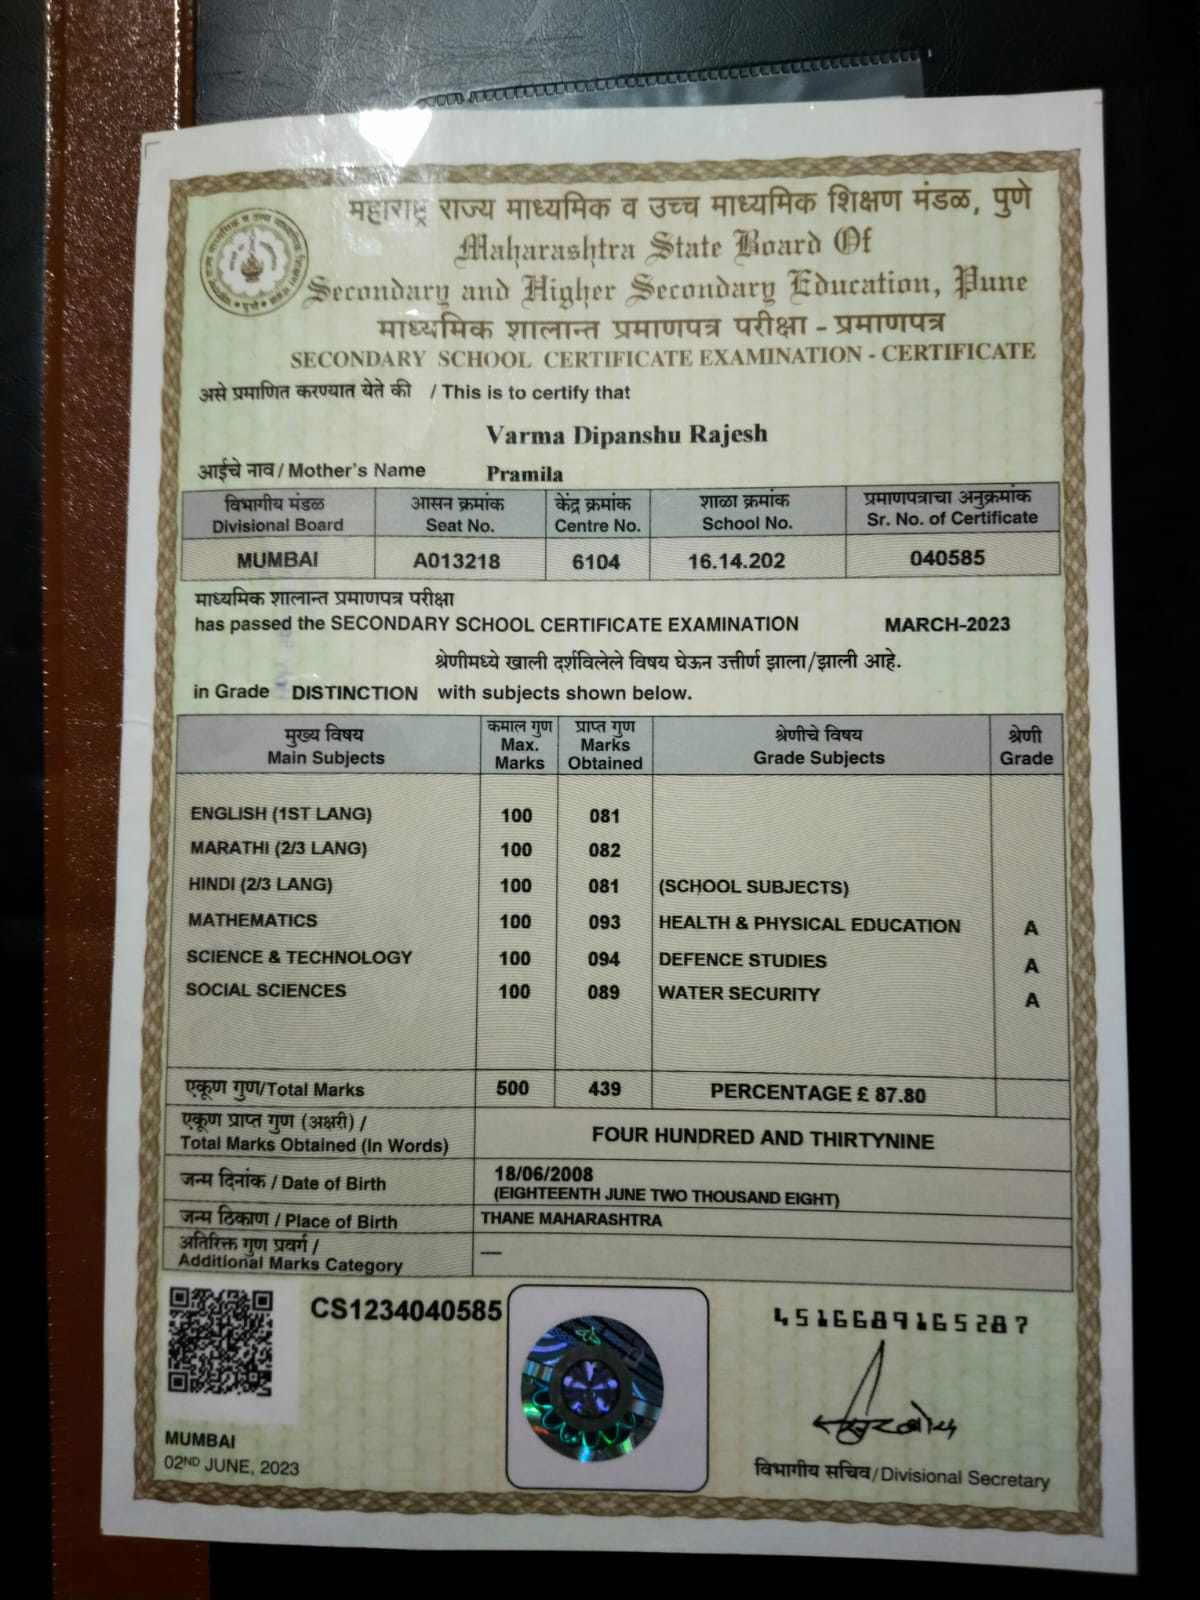 महाराष्ट्र राज्य माध्यमिक व उच्च माध्यमिक शिक्षण मंडळ, पुणे
Maharashtra State Board Of
Secondary and Higher Secondary Education, Pune
माध्यमिक शालान्त प्रमाणपत्र परीक्षा - प्रमाणपत्र
SECONDARY SCHOOL CERTIFICATE EXAMINATION - CERTIFICATE
असे प्रमाणित करण्यात येते की / This is to certify that
Varma Dipanshu Rajesh
आईचे नाव / Mother's Name Pramila
विभागीय मंडळ आसन क्रमांक केंद्र क्रमांक शाळा क्रमांक प्रमाणपत्राचा अनुक्रमांक
Divisional Board Seat No. Centre No. School No. Sr. No. of Certificate
MUMBAI A013218 6104 16.14.202 040585
माध्यमिक शालान्त प्रमाणपत्र परीक्षा
has passed the SECONDARY SCHOOL CERTIFICATE EXAMINATION MARCH-2023
श्रेणीमध्ये खाली दर्शविलेले विषय घेऊन उत्तीर्ण झाला/झाली आहे.
in Grade DISTINCTION with subjects shown below.
मुख्य विषय कमाल गुण प्राप्त गुण श्रेणीचे विषय श्रेणी
Main Subjects Max. Marks Marks Obtained Grade Subjects Grade
ENGLISH (1ST LANG) 100 081
MARATHI (2/3 LANG) 100 082
HINDI (2/3 LANG) 100 081 (SCHOOL SUBJECTS)
MATHEMATICS 100 093 HEALTH & PHYSICAL EDUCATION A
SCIENCE & TECHNOLOGY 100 094 DEFENCE STUDIES A
SOCIAL SCIENCES 100 089 WATER SECURITY A
एकूण गुण/Total Marks 500 439 PERCENTAGE £ 87.80
एकूण प्राप्त गुण (अक्षरी) /
Total Marks Obtained (In Words) FOUR HUNDRED AND THIRTYNINE
जन्म दिनांक / Date of Birth 18/06/2008
(EIGHTEENTH JUNE TWO THOUSAND EIGHT)
जन्म ठिकाण / Place of Birth THANE MAHARASHTRA
अतिरिक्त गुण प्रवर्ग /
Additional Marks Category ---
CS1234040585
4516689165287
MUMBAI
02ND JUNE, 2023
विभागीय सचिव/Divisional Secretary